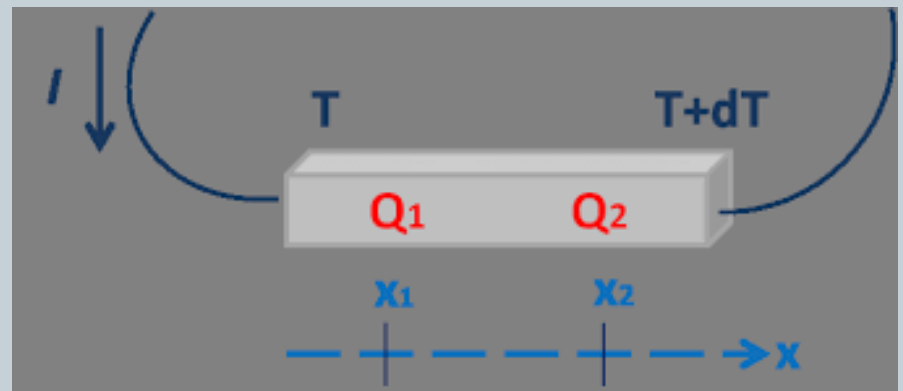 I
T
T+dT
Q₁
Q₂
x₁
x₂
x